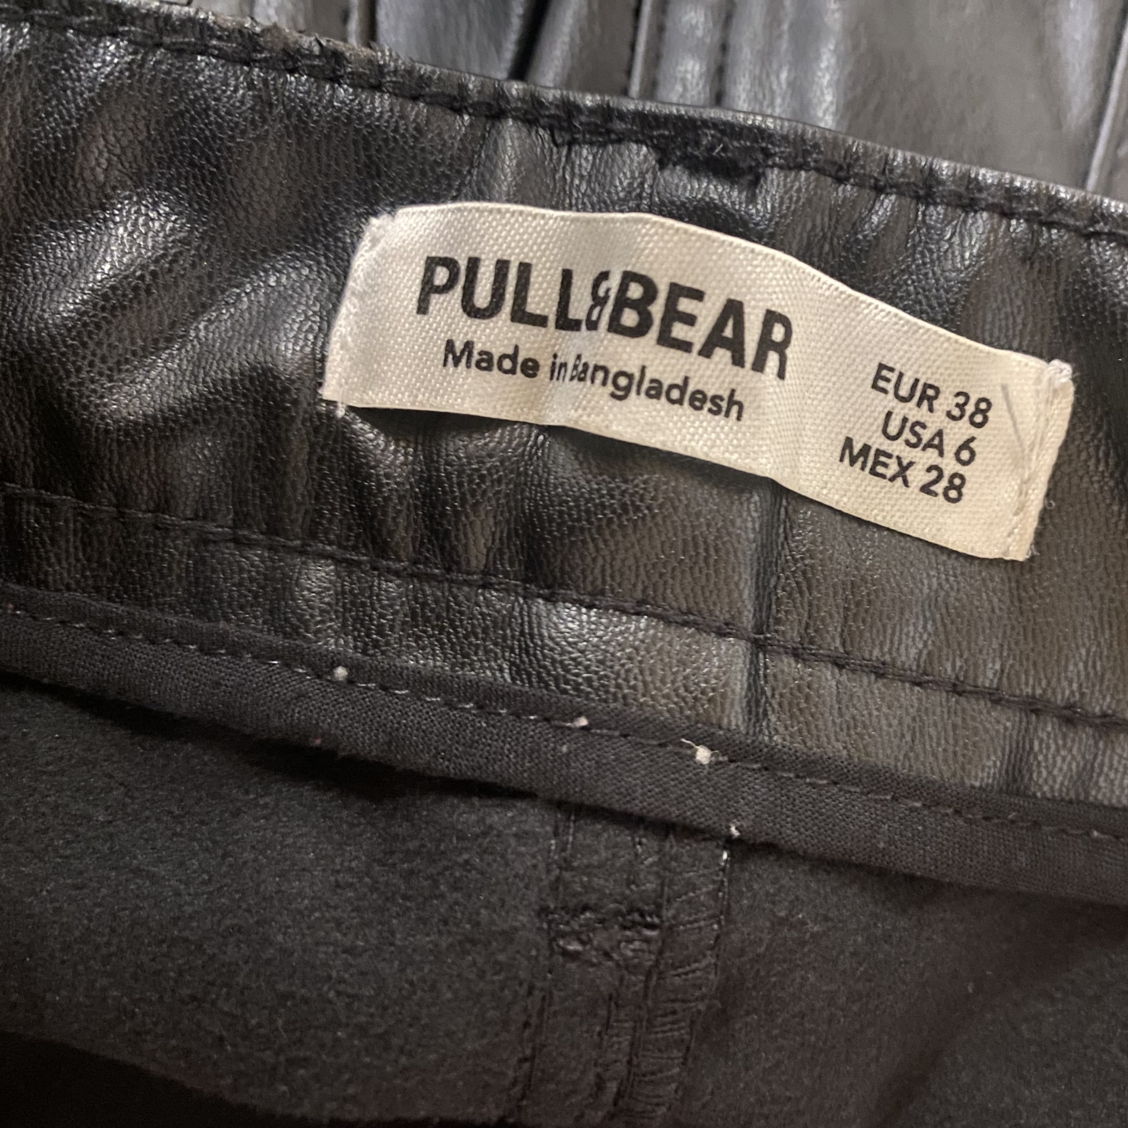 PULL&BEAR
Made in Bangladesh
EUR 38
USA 6
MEX 28